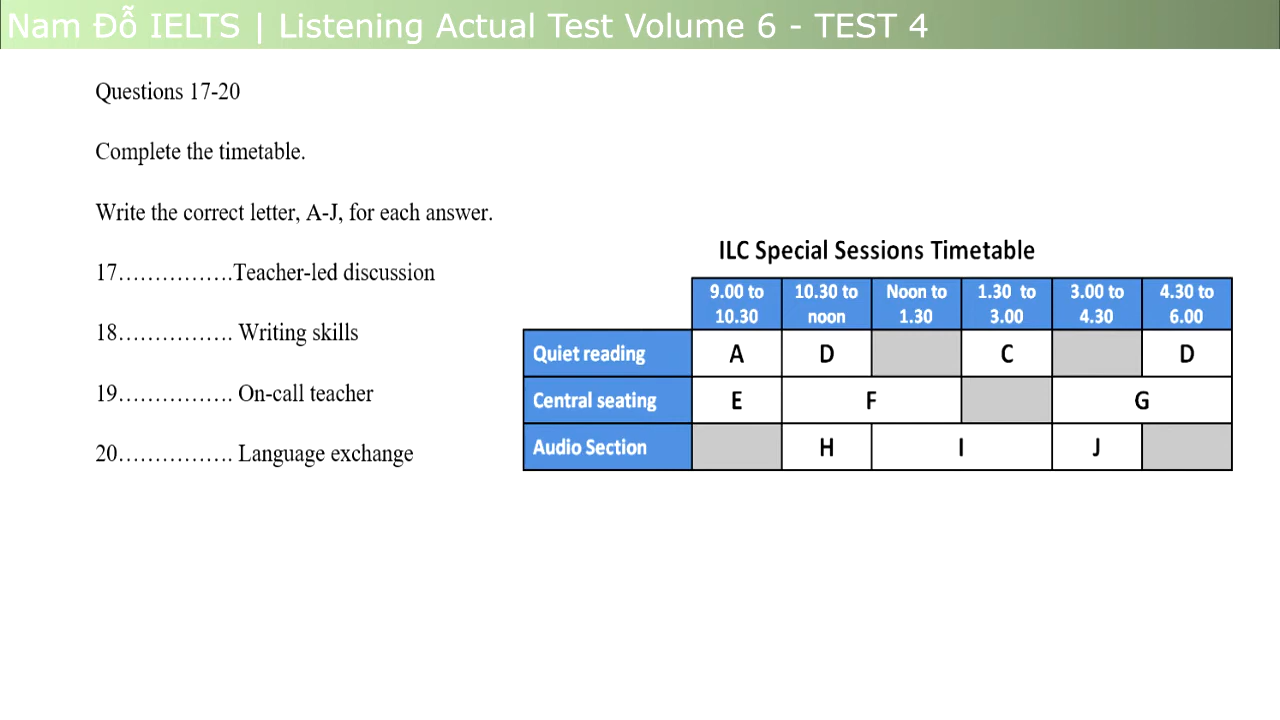 Nam Đỗ IELTS | Listening Actual Test Volume 6 - TEST 4
Questions 17-20
Complete the timetable.
Write the correct letter, A-J, for each answer.
17…………….Teacher-led discussion
18……………. Writing skills
19……………. On-call teacher
20……………. Language exchange
ILC Special Sessions Timetable
9.00 to 10.30 to Noon to 1.30 to 3.00 to 4.30 to
10.30 noon 1.30 3.00 4.30 6.00
Quiet reading A D C D
Central seating E F G
Audio Section H I J